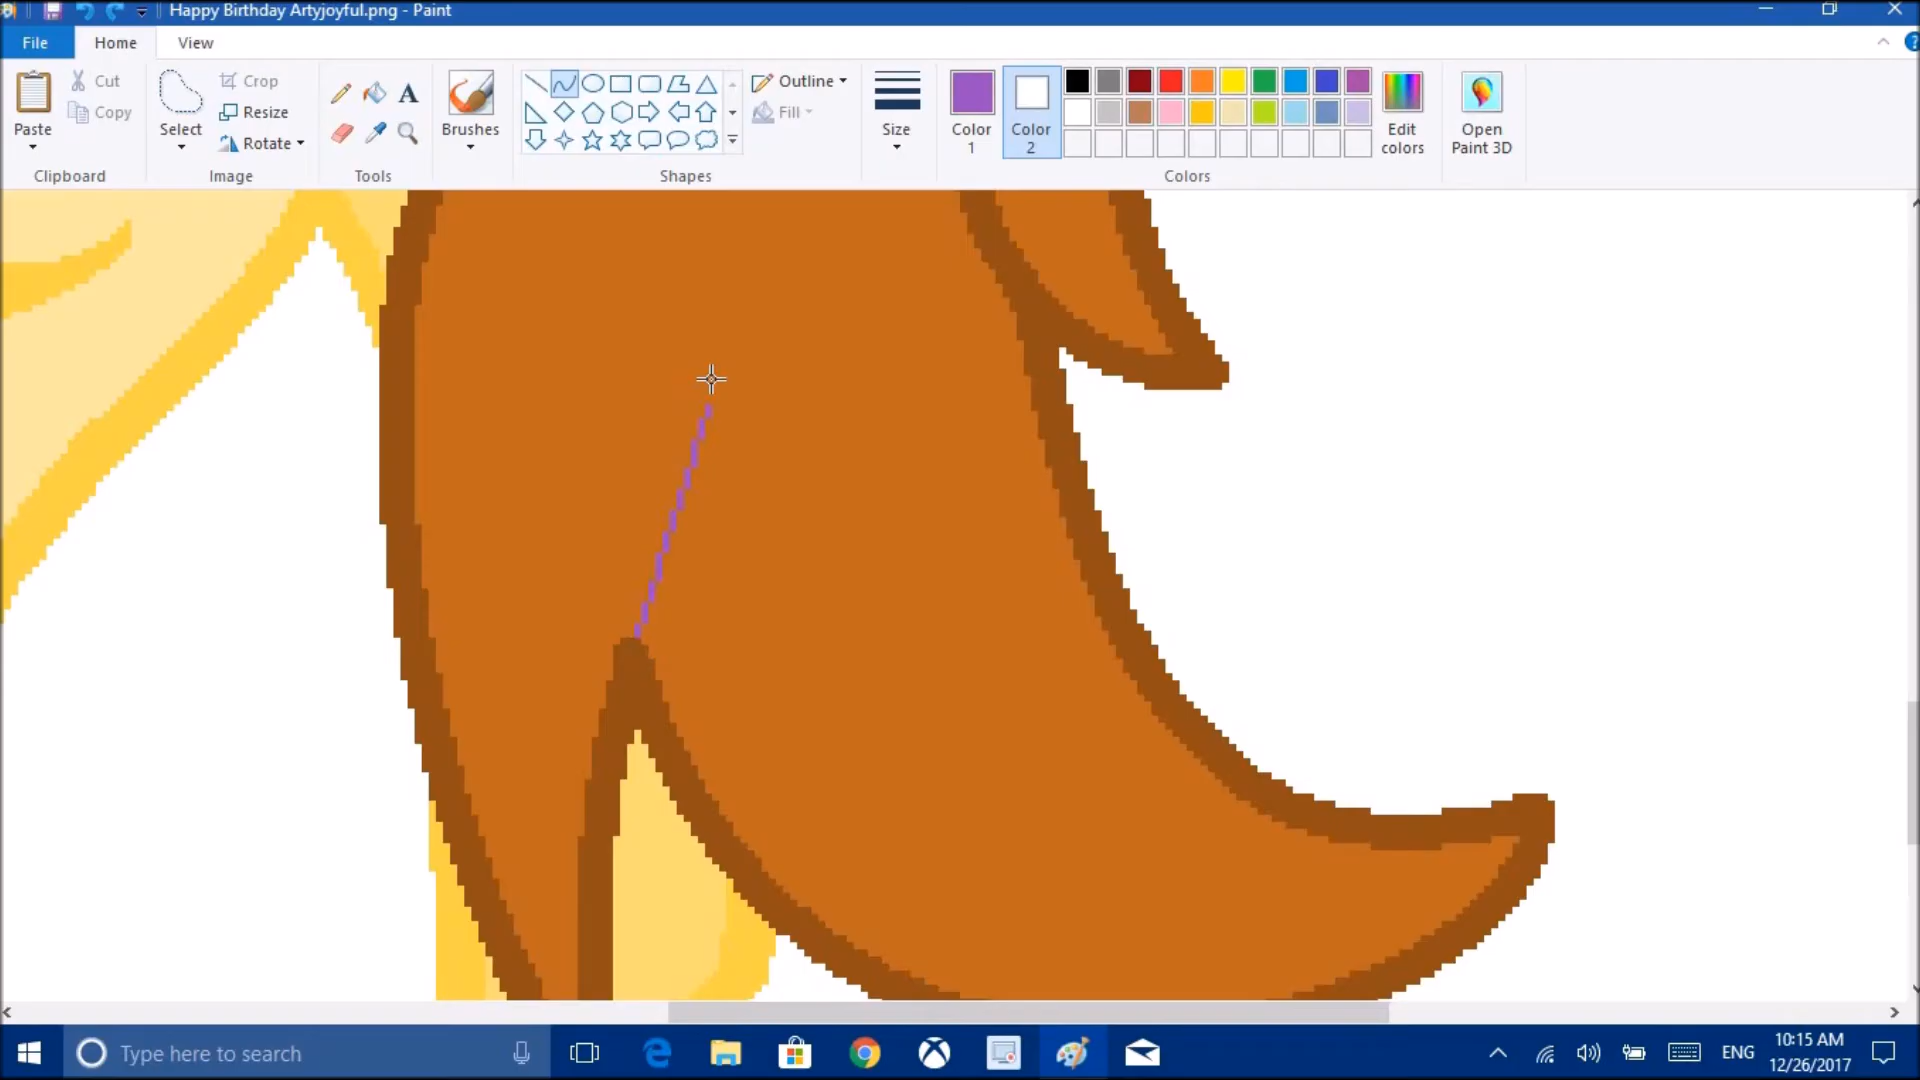 Happy Birthday Artyjoyful.png - Paint
File Home View
Cut
Copy
Paste
Clipboard
Select
Crop
Resize
Rotate
Image
A
Tools
Brushes
Outline
Fill
Shapes
Size
Color 1
Color 2
Edit colors
Colors
Open Paint 3D
Type here to search
ENG
10:15 AM
12/26/2017